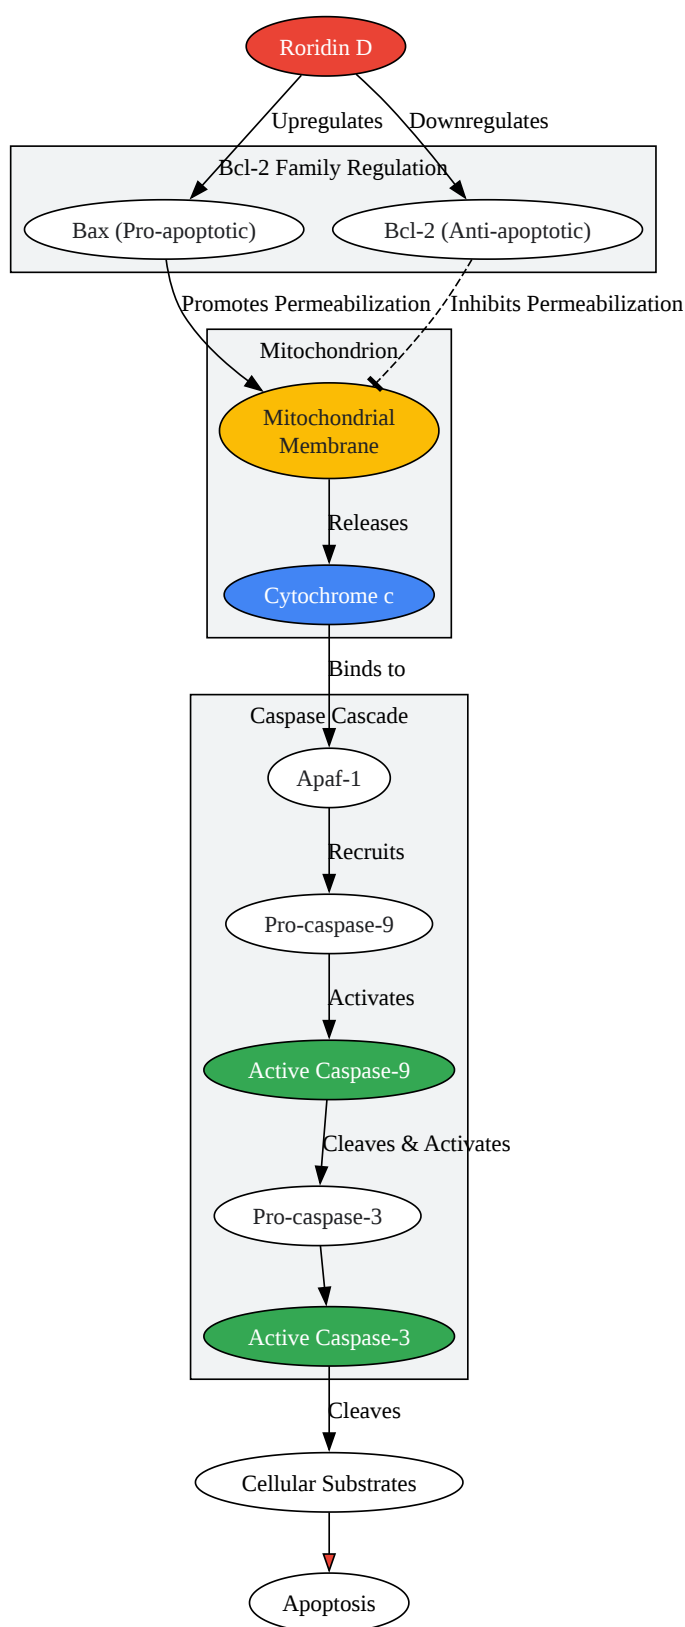 Roridin D
Upregulates
Downregulates
Bcl-2 Family Regulation
Bax (Pro-apoptotic)
Bcl-2 (Anti-apoptotic)
Promotes Permeabilization
Inhibits Permeabilization
Mitochondrion
Mitochondrial
Membrane
Releases
Cytochrome c
Binds to
Caspase Cascade
Apaf-1
Recruits
Pro-caspase-9
Activates
Active Caspase-9
Cleaves & Activates
Pro-caspase-3
Active Caspase-3
Cleaves
Cellular Substrates
Apoptosis